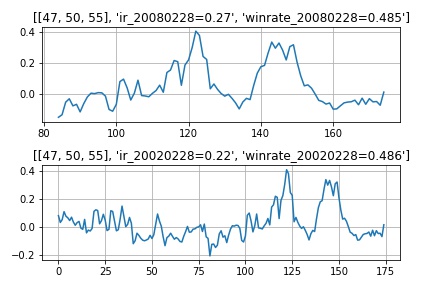 [[47, 50, 55], 'ir_20080228=0.27', 'winrate_20080228=0.485']
0.4
0.2
0.0
80 100 120 140 160
[[47, 50, 55], 'ir_20020228=0.22', 'winrate_20020228=0.486']
0.4
0.2
0.0
−0.2
0 25 50 75 100 125 150 175